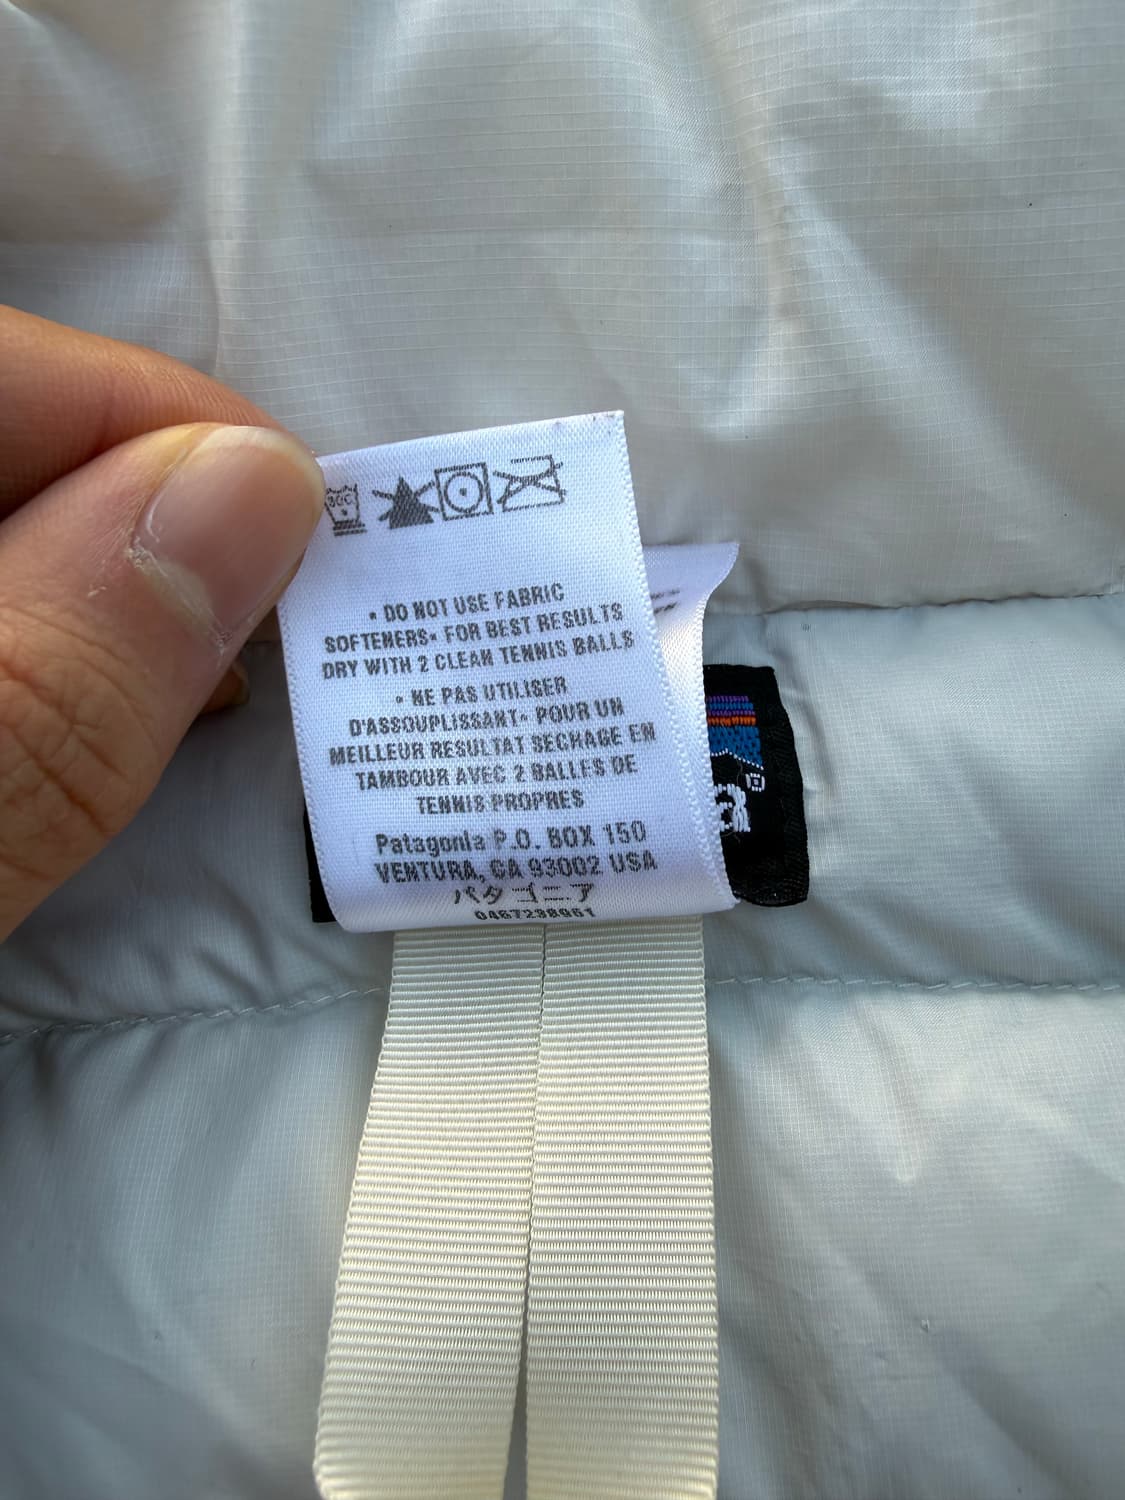 30C
• DO NOT USE FABRIC
SOFTENERS• FOR BEST RESULTS
DRY WITH 2 CLEAN TENNIS BALLS
• NE PAS UTILISER
D'ASSOUPLISSANT• POUR UN
MEILLEUR RESULTAT SECHAGE EN
TAMBOUR AVEC 2 BALLES DE
TENNIS PROPRES
Patagonia P.O. BOX 150
VENTURA, CA 93002 USA
パタゴニア
0467238961
a